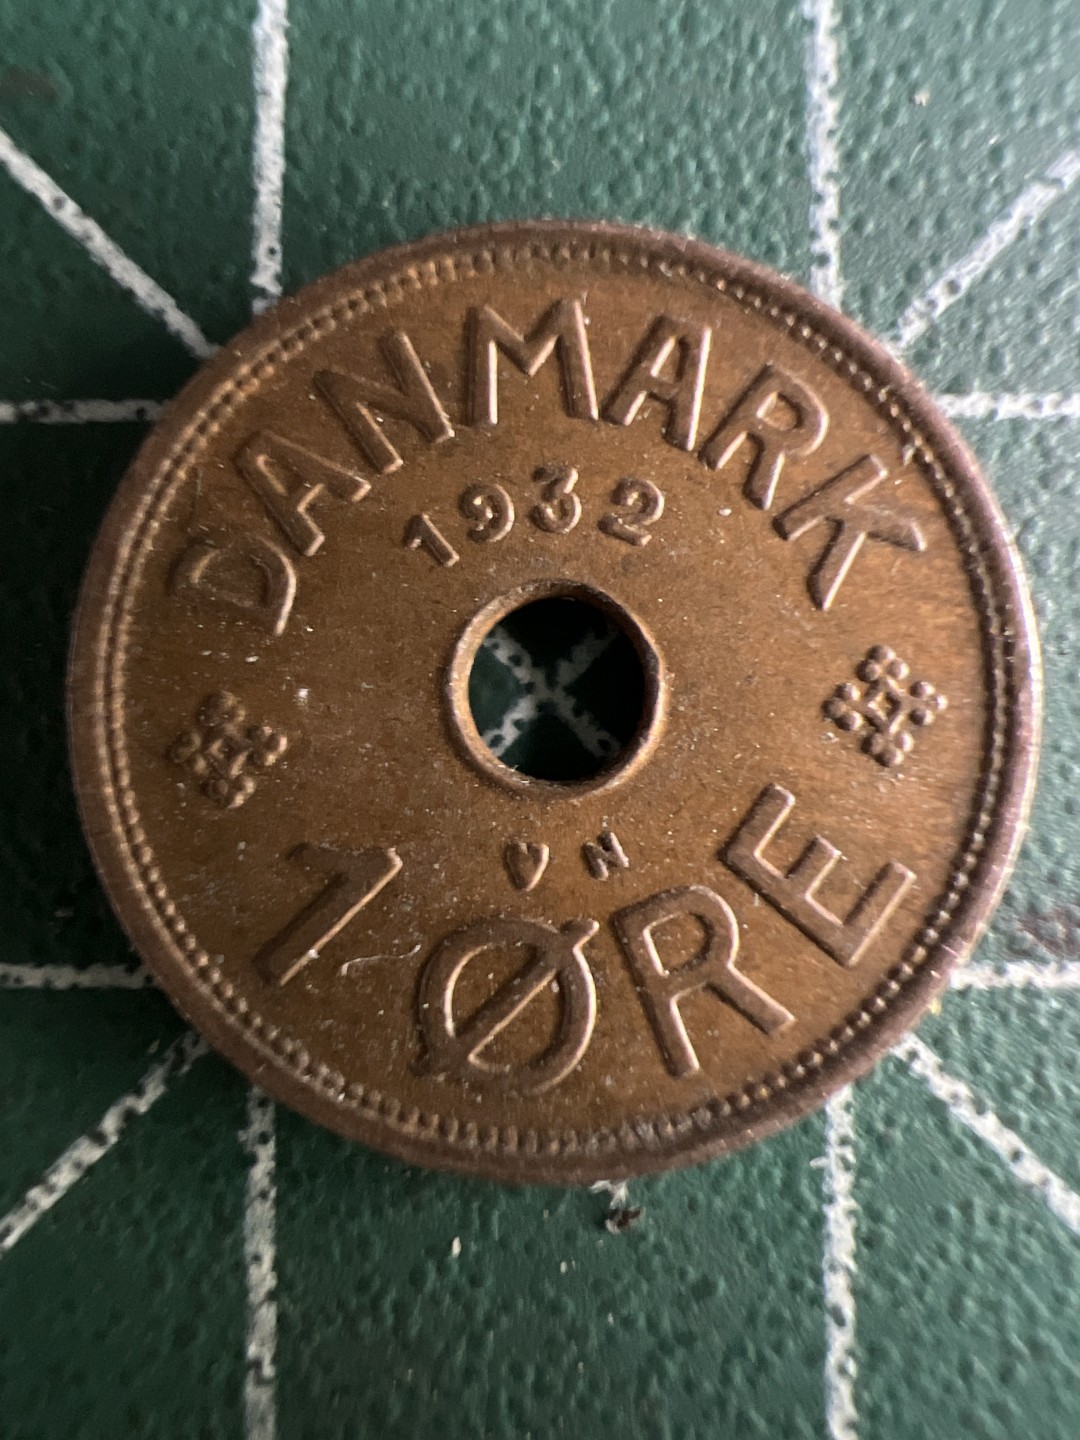 DANMARK
1932
♥ N
1 ØRE